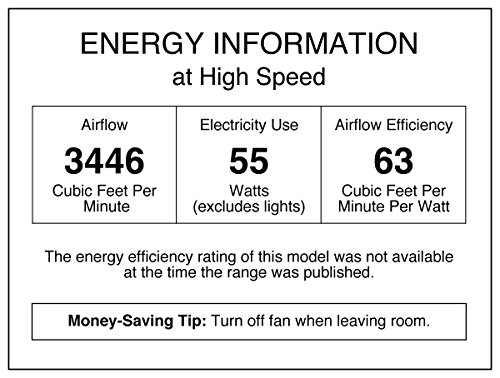 ENERGY INFORMATION
at High Speed
Airflow
3446
Cubic Feet Per
Minute
Electricity Use
55
Watts
(excludes lights)
Airflow Efficiency
63
Cubic Feet Per
Minute Per Watt
The energy efficiency rating of this model was not available
at the time the range was published.
Money-Saving Tip: Turn off fan when leaving room.